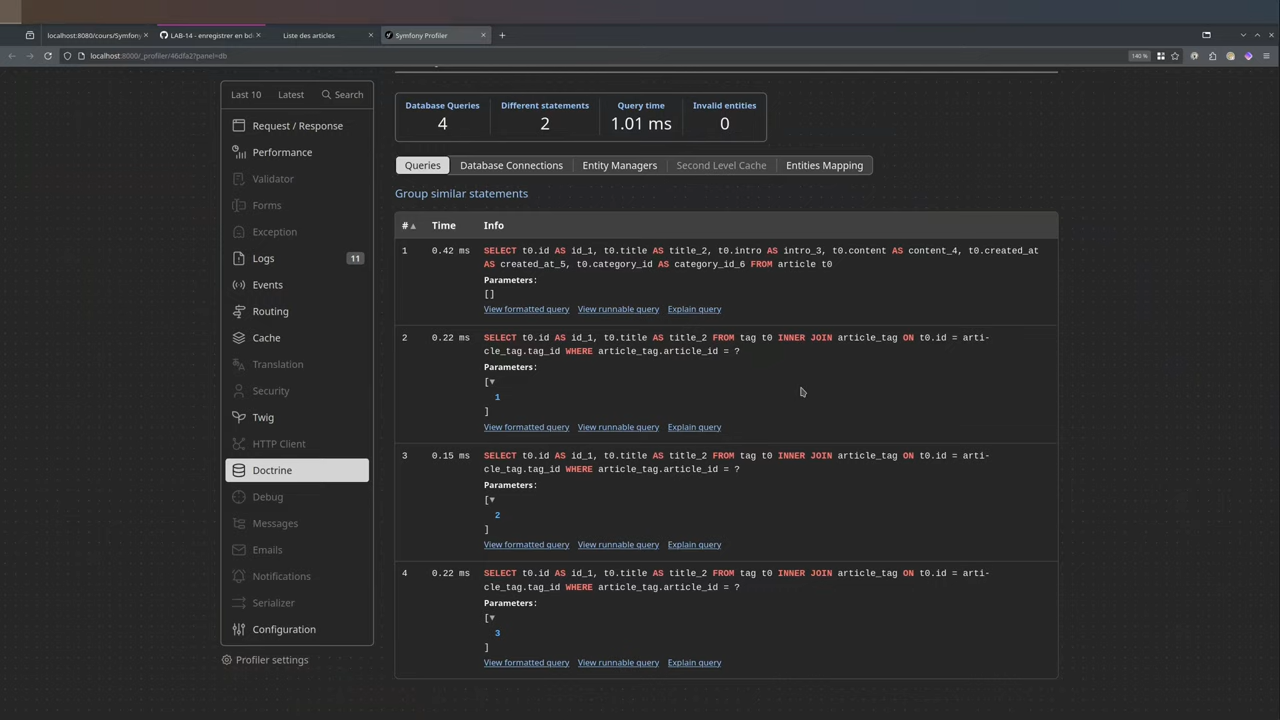 localhost:8080/cours/Symfony
LAB-14 - enregistrer en bd
Liste des articles
Symfony Profiler
localhost:8000/_profiler/46dfa2?panel=db
140 %
Last 10
Latest
Search
Request / Response
Performance
Validator
Forms
Exception
Logs
11
Events
Routing
Cache
Translation
Security
Twig
HTTP Client
Doctrine
Debug
Messages
Emails
Notifications
Serializer
Configuration
Profiler settings
Database Queries
4
Different statements
2
Query time
1.01 ms
Invalid entities
0
Queries
Database Connections
Entity Managers
Second Level Cache
Entities Mapping
Group similar statements
#▲ Time Info
1 0.42 ms SELECT t0.id AS id_1, t0.title AS title_2, t0.intro AS intro_3, t0.content AS content_4, t0.created_at
AS created_at_5, t0.category_id AS category_id_6 FROM article t0
Parameters:
[]
View formatted query View runnable query Explain query
2 0.22 ms SELECT t0.id AS id_1, t0.title AS title_2 FROM tag t0 INNER JOIN article_tag ON t0.id = arti-
cle_tag.tag_id WHERE article_tag.article_id = ?
Parameters:
[▼
1
]
View formatted query View runnable query Explain query
3 0.15 ms SELECT t0.id AS id_1, t0.title AS title_2 FROM tag t0 INNER JOIN article_tag ON t0.id = arti-
cle_tag.tag_id WHERE article_tag.article_id = ?
Parameters:
[▼
2
]
View formatted query View runnable query Explain query
4 0.22 ms SELECT t0.id AS id_1, t0.title AS title_2 FROM tag t0 INNER JOIN article_tag ON t0.id = arti-
cle_tag.tag_id WHERE article_tag.article_id = ?
Parameters:
[▼
3
]
View formatted query View runnable query Explain query